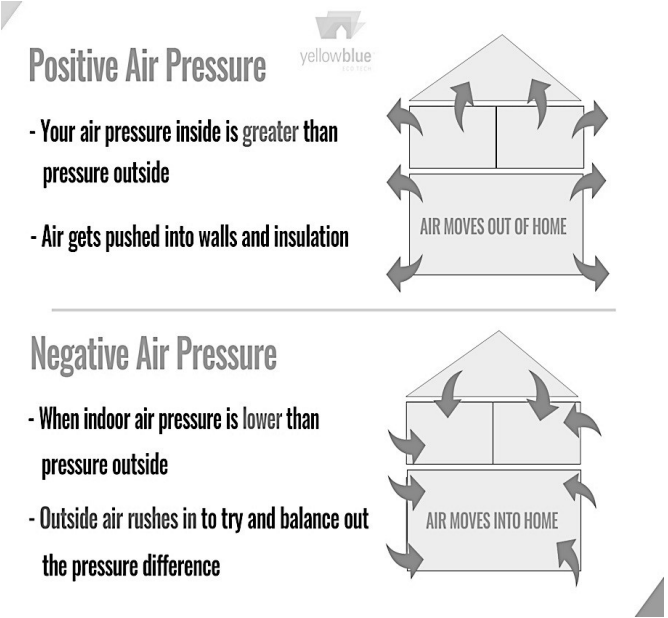 yellowblue
ECO TECH
Positive Air Pressure
- Your air pressure inside is greater than
pressure outside
- Air gets pushed into walls and insulation
AIR MOVES OUT OF HOME
Negative Air Pressure
- When indoor air pressure is lower than
pressure outside
- Outside air rushes in to try and balance out
the pressure difference
AIR MOVES INTO HOME